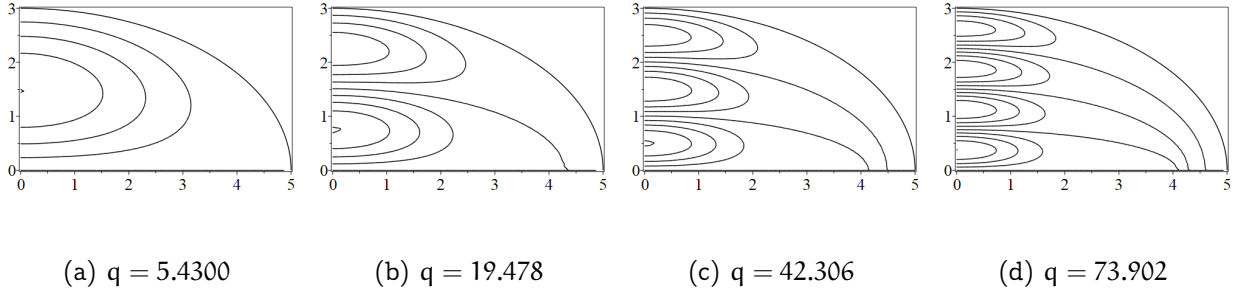 3 3 3 3
2 2 2 2
1 1 1 1
0 0 0 0
0 1 2 3 4 5 0 1 2 3 4 5 0 1 2 3 4 5 0 1 2 3 4 5
(a) q = 5.4300 (b) q = 19.478 (c) q = 42.306 (d) q = 73.902